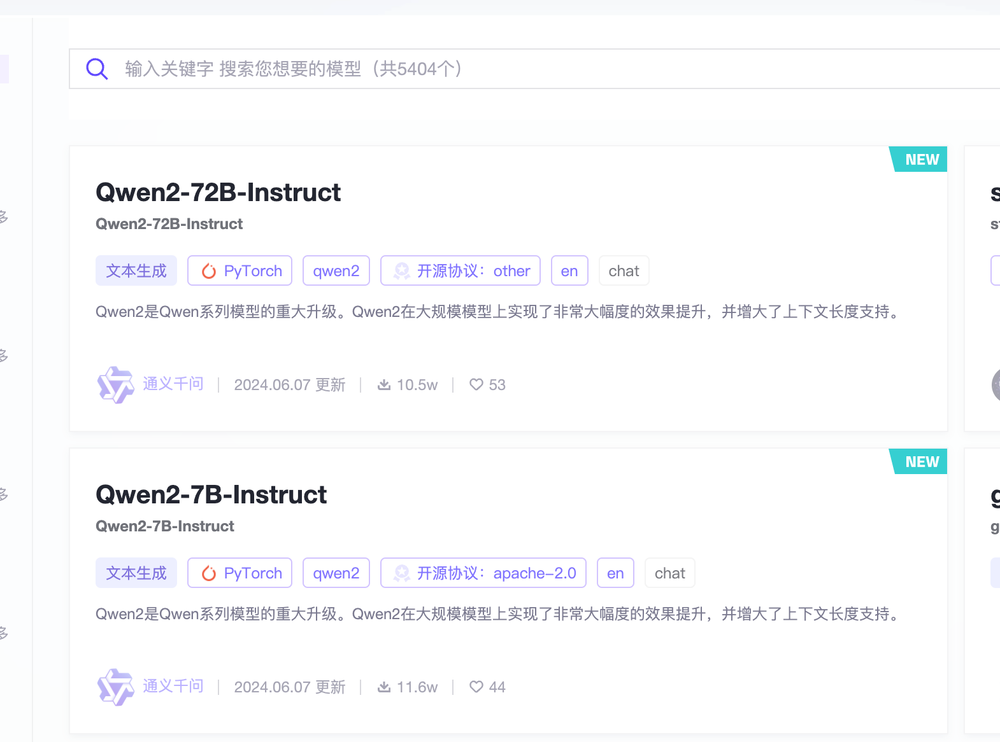 输入关键字 搜索您想要的模型（共5404个）
NEW
Qwen2-72B-Instruct
Qwen2-72B-Instruct
文本生成 PyTorch qwen2 开源协议：other en chat
Qwen2是Qwen系列模型的重大升级。Qwen2在大规模模型上实现了非常大幅度的效果提升，并增大了上下文长度支持。
通义千问 2024.06.07 更新 10.5w 53
NEW
Qwen2-7B-Instruct
Qwen2-7B-Instruct
文本生成 PyTorch qwen2 开源协议：apache-2.0 en chat
Qwen2是Qwen系列模型的重大升级。Qwen2在大规模模型上实现了非常大幅度的效果提升，并增大了上下文长度支持。
通义千问 2024.06.07 更新 11.6w 44